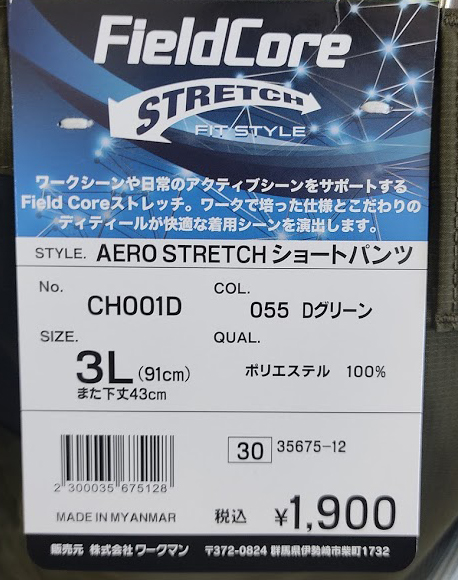 FieldCore
STRETCH
FIT STYLE
ワークシーンや日常のアクティブシーンをサポートする
Field Coreストレッチ。ワークで培った仕様とこだわりの
ディティールが快適な着用シーンを演出します。
STYLE. AERO STRETCH ショートパンツ
No. CH001D COL. 055 Dグリーン
SIZE. 3L (91cm) QUAL. ポリエステル 100%
また下丈43cm
30 35675-12
2 300035 675128
MADE IN MYANMAR 税込 ¥1,900
販売元 株式会社 ワークマン 〒372-0824 群馬県伊勢崎市柴町1732